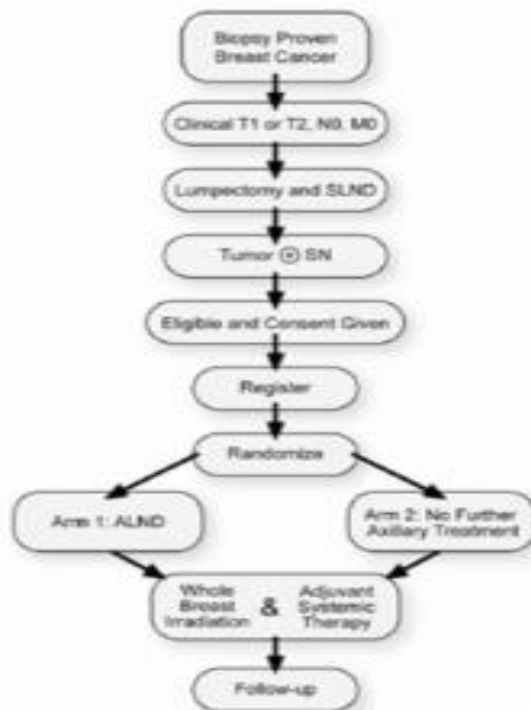 Biopsy Proven
Breast Cancer
Clinical T1 or T2, N0, M0
Lumpectomy and SLND
Tumor ⊕ SN
Eligible and Consent Given
Register
Randomize
Arm 1: ALND
Arm 2: No Further
Axillary Treatment
Whole
Breast
Irradiation
&
Adjuvant
Systemic
Therapy
Follow-up